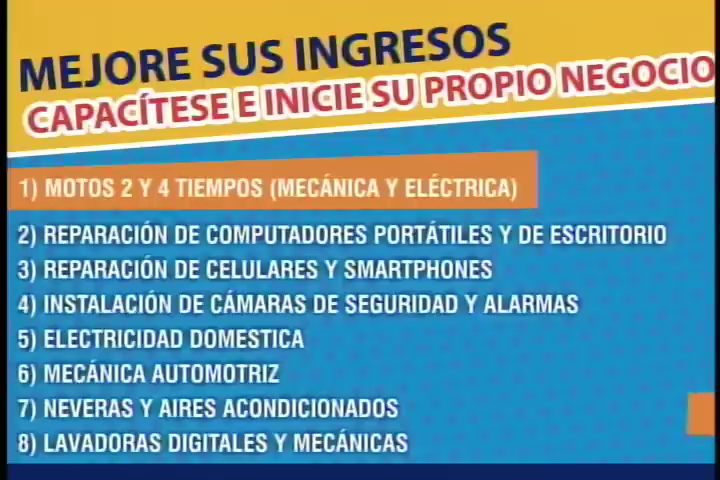 MEJORE SUS INGRESOS
CAPACÍTESE E INICIE SU PROPIO NEGOCIO
1) MOTOS 2 Y 4 TIEMPOS (MECÁNICA Y ELÉCTRICA)
2) REPARACIÓN DE COMPUTADORES PORTÁTILES Y DE ESCRITORIO
3) REPARACIÓN DE CELULARES Y SMARTPHONES
4) INSTALACIÓN DE CÁMARAS DE SEGURIDAD Y ALARMAS
5) ELECTRICIDAD DOMESTICA
6) MECÁNICA AUTOMOTRIZ
7) NEVERAS Y AIRES ACONDICIONADOS
8) LAVADORAS DIGITALES Y MECÁNICAS